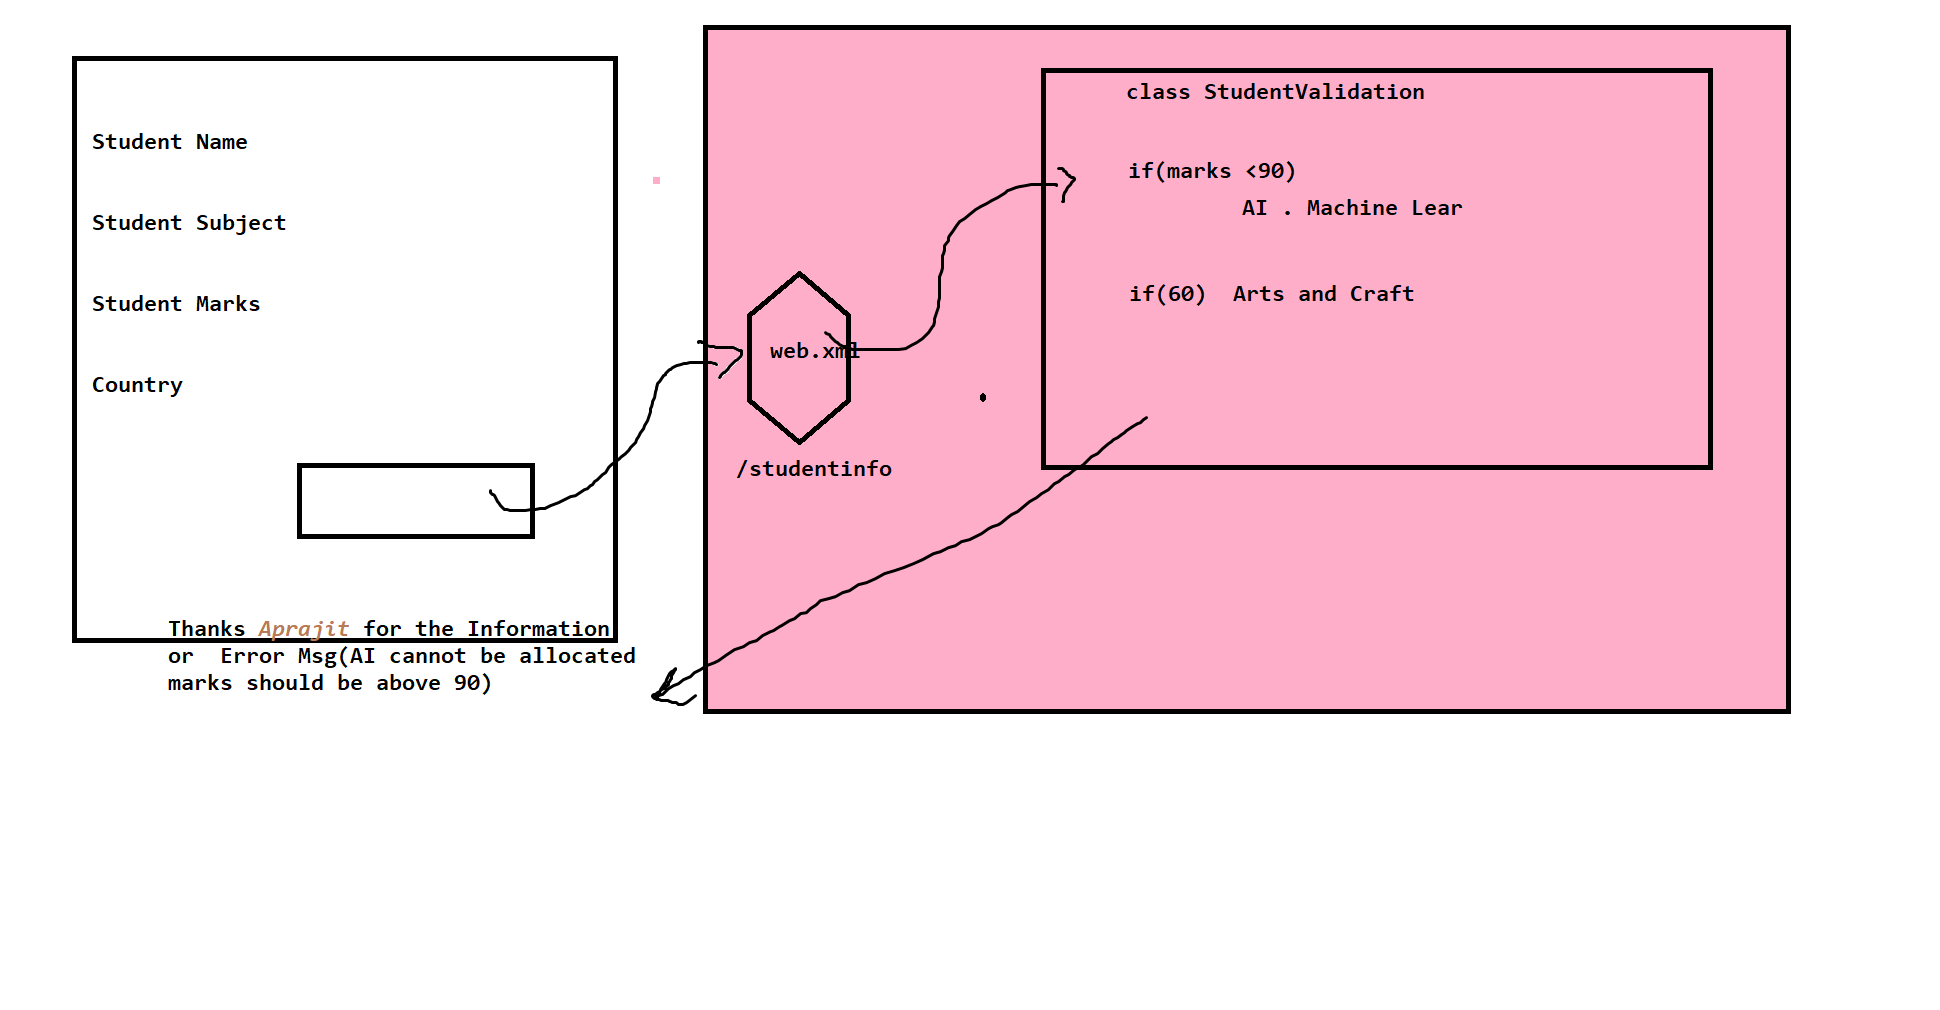 Student Name
Student Subject
Student Marks
Country
Thanks Aprajit for the Information
or Error Msg(AI cannot be allocated
marks should be above 90)
web.xml
/studentinfo
class StudentValidation
if(marks <90)
AI . Machine Lear
if(60) Arts and Craft